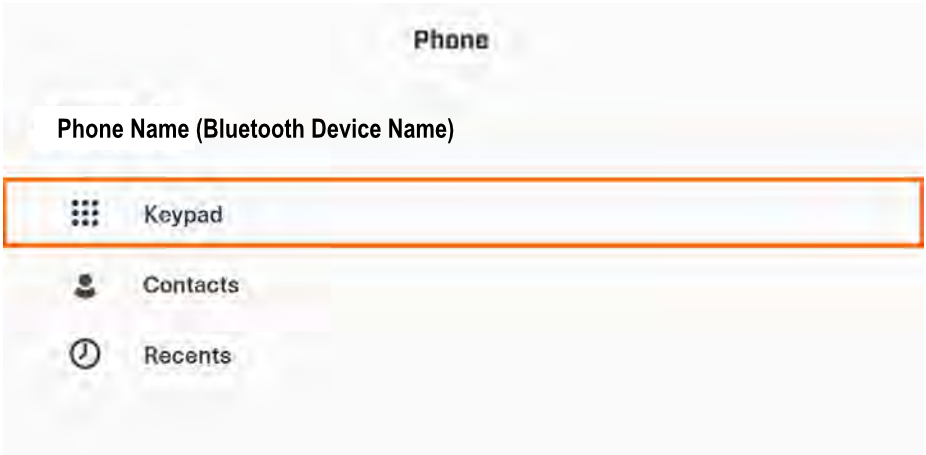 Phone
Phone Name (Bluetooth Device Name)
Keypad
Contacts
Recents